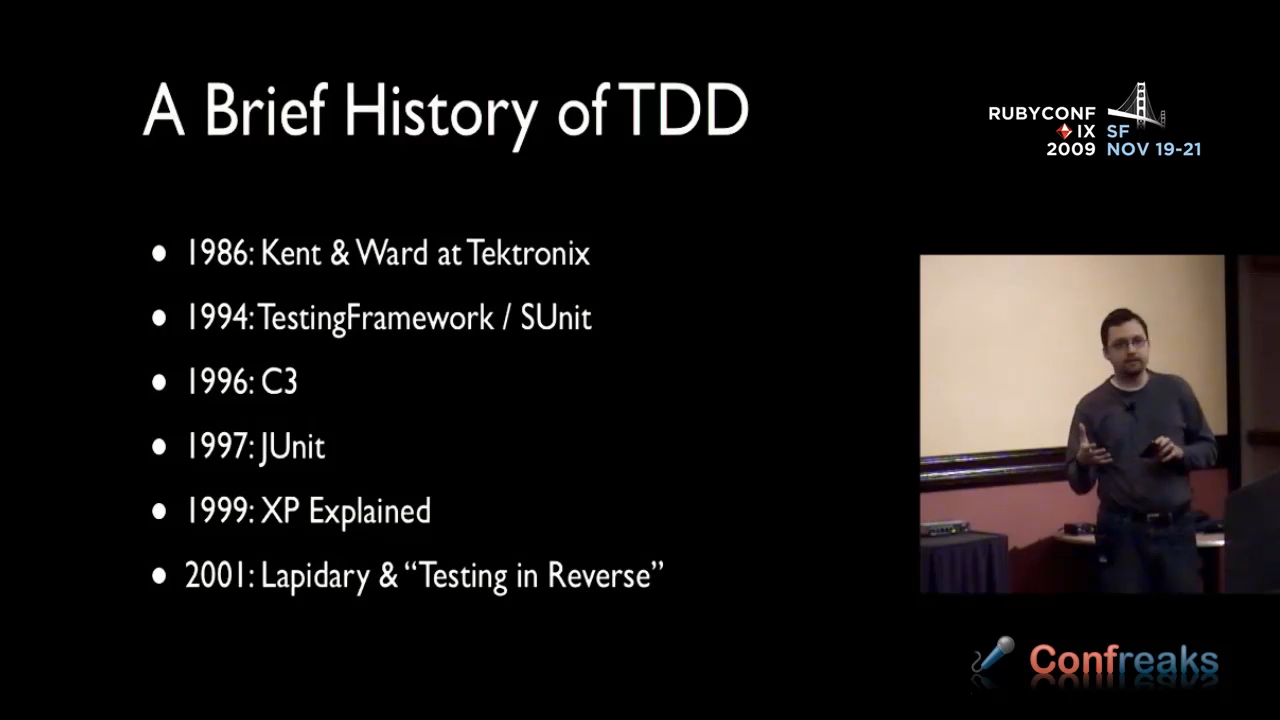 A Brief History of TDD
RUBYCONF
IX SF
2009 NOV 19-21
• 1986: Kent & Ward at Tektronix
• 1994: TestingFramework / SUnit
• 1996: C3
• 1997: JUnit
• 1999: XP Explained
• 2001: Lapidary & “Testing in Reverse”
Confreaks